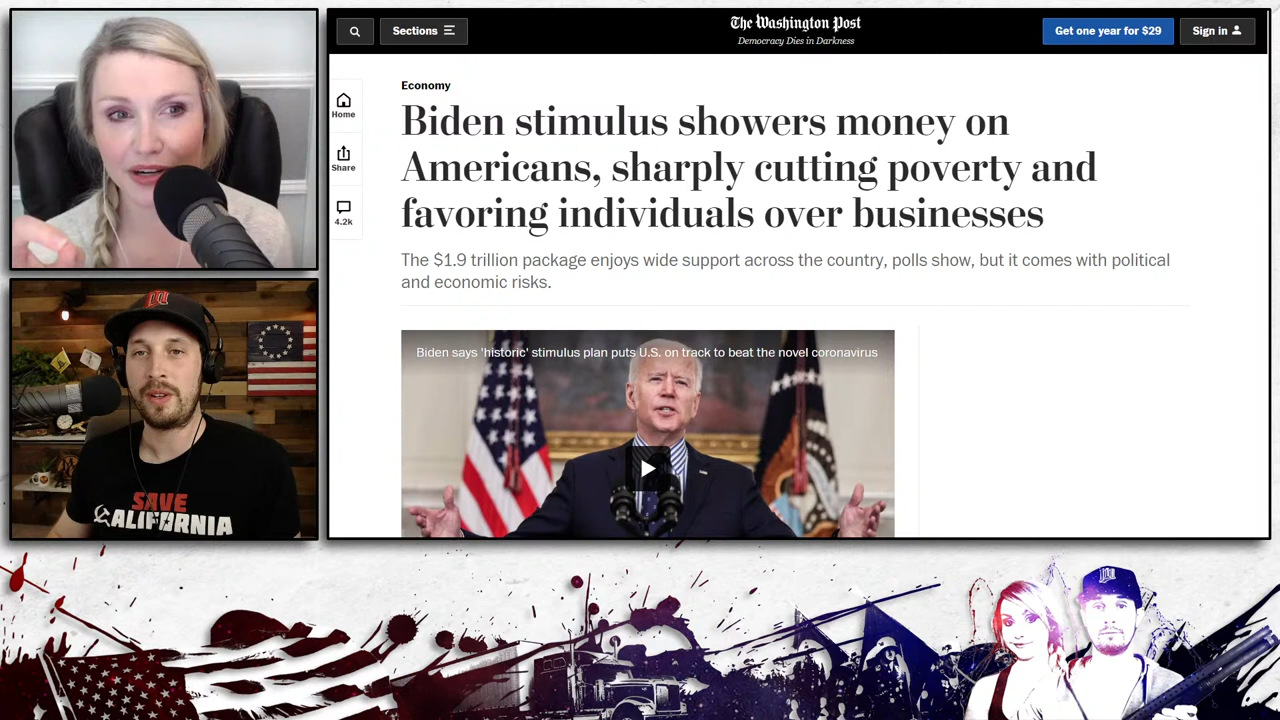 Sections
The Washington Post
Democracy Dies in Darkness
Get one year for $29
Sign in
Home
Share
4.2k
Economy
Biden stimulus showers money on
Americans, sharply cutting poverty and
favoring individuals over businesses
The $1.9 trillion package enjoys wide support across the country, polls show, but it comes with political
and economic risks.
Biden says 'historic' stimulus plan puts U.S. on track to beat the novel coronavirus
SAVE
CALIFORNIA